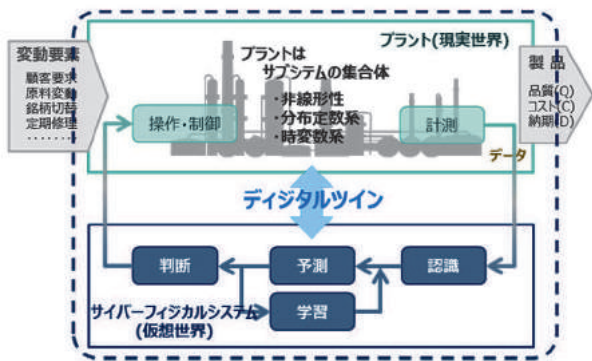 変動要素
顧客要求
原料変動
銘柄切替
定期修理
········
プラント(現実世界)
プラントは
サブシテムの集合体
・非線形性
・分布定数系
・時変数系
操作・制御
計測
データ
製 品
品質(Q)
コスト(C)
納期(D)
ディジタルツイン
判断
予測
認識
学習
サイバーフィジカルシステム
(仮想世界)